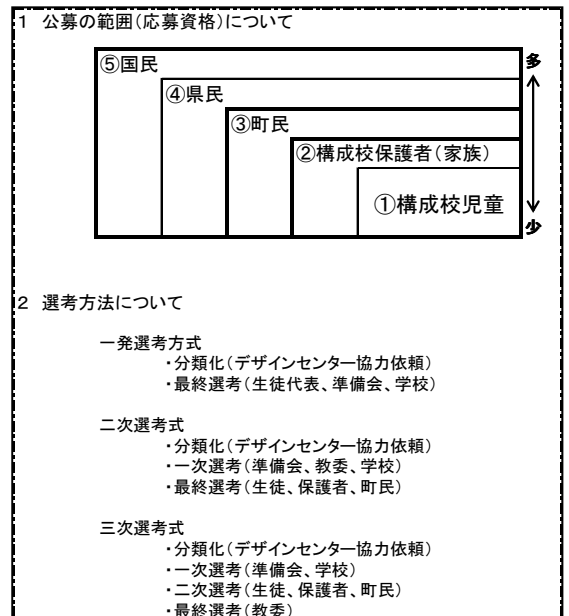 1 公募の範囲(応募資格)について
⑤国民
多
④県民
③町民
②構成校保護者(家族)
①構成校児童
少
2 選考方法について
一発選考方式
・分類化(デザインセンター協力依頼)
・最終選考(生徒代表、準備会、学校)
二次選考式
・分類化(デザインセンター協力依頼)
・一次選考(準備会、教委、学校)
・最終選考(生徒、保護者、町民)
三次選考式
・分類化(デザインセンター協力依頼)
・一次選考(準備会、学校)
・二次選考(生徒、保護者、町民)
・最終選考(教委)